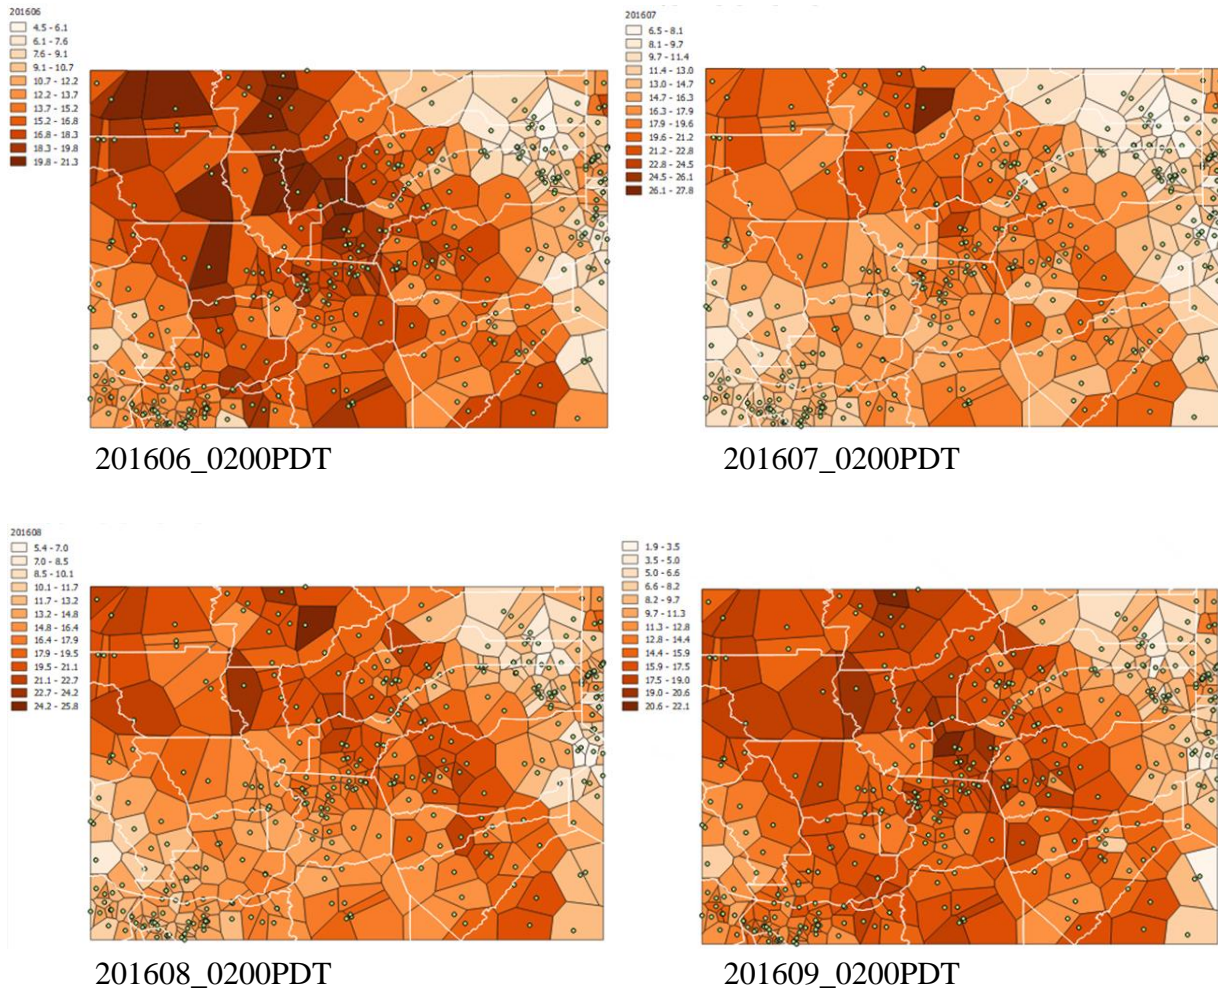 201606
4.5 - 6.1
6.1 - 7.6
7.6 - 9.1
9.1 - 10.7
10.7 - 12.2
12.2 - 13.7
13.7 - 15.2
15.2 - 16.8
16.8 - 18.3
18.3 - 19.8
19.8 - 21.3
201606_0200PDT
201607
6.5 - 8.1
8.1 - 9.7
9.7 - 11.4
11.4 - 13.0
13.0 - 14.7
14.7 - 16.3
16.3 - 17.9
17.9 - 19.6
19.6 - 21.2
21.2 - 22.8
22.8 - 24.5
24.5 - 26.1
26.1 - 27.8
201607_0200PDT
201608
5.4 - 7.0
7.0 - 8.5
8.5 - 10.1
10.1 - 11.7
11.7 - 13.2
13.2 - 14.8
14.8 - 16.4
16.4 - 17.9
17.9 - 19.5
19.5 - 21.1
21.1 - 22.7
22.7 - 24.2
24.2 - 25.8
201608_0200PDT
1.9 - 3.5
3.5 - 5.0
5.0 - 6.6
6.6 - 8.2
8.2 - 9.7
9.7 - 11.3
11.3 - 12.8
12.8 - 14.4
14.4 - 15.9
15.9 - 17.5
17.5 - 19.0
19.0 - 20.6
20.6 - 22.1
201609_0200PDT